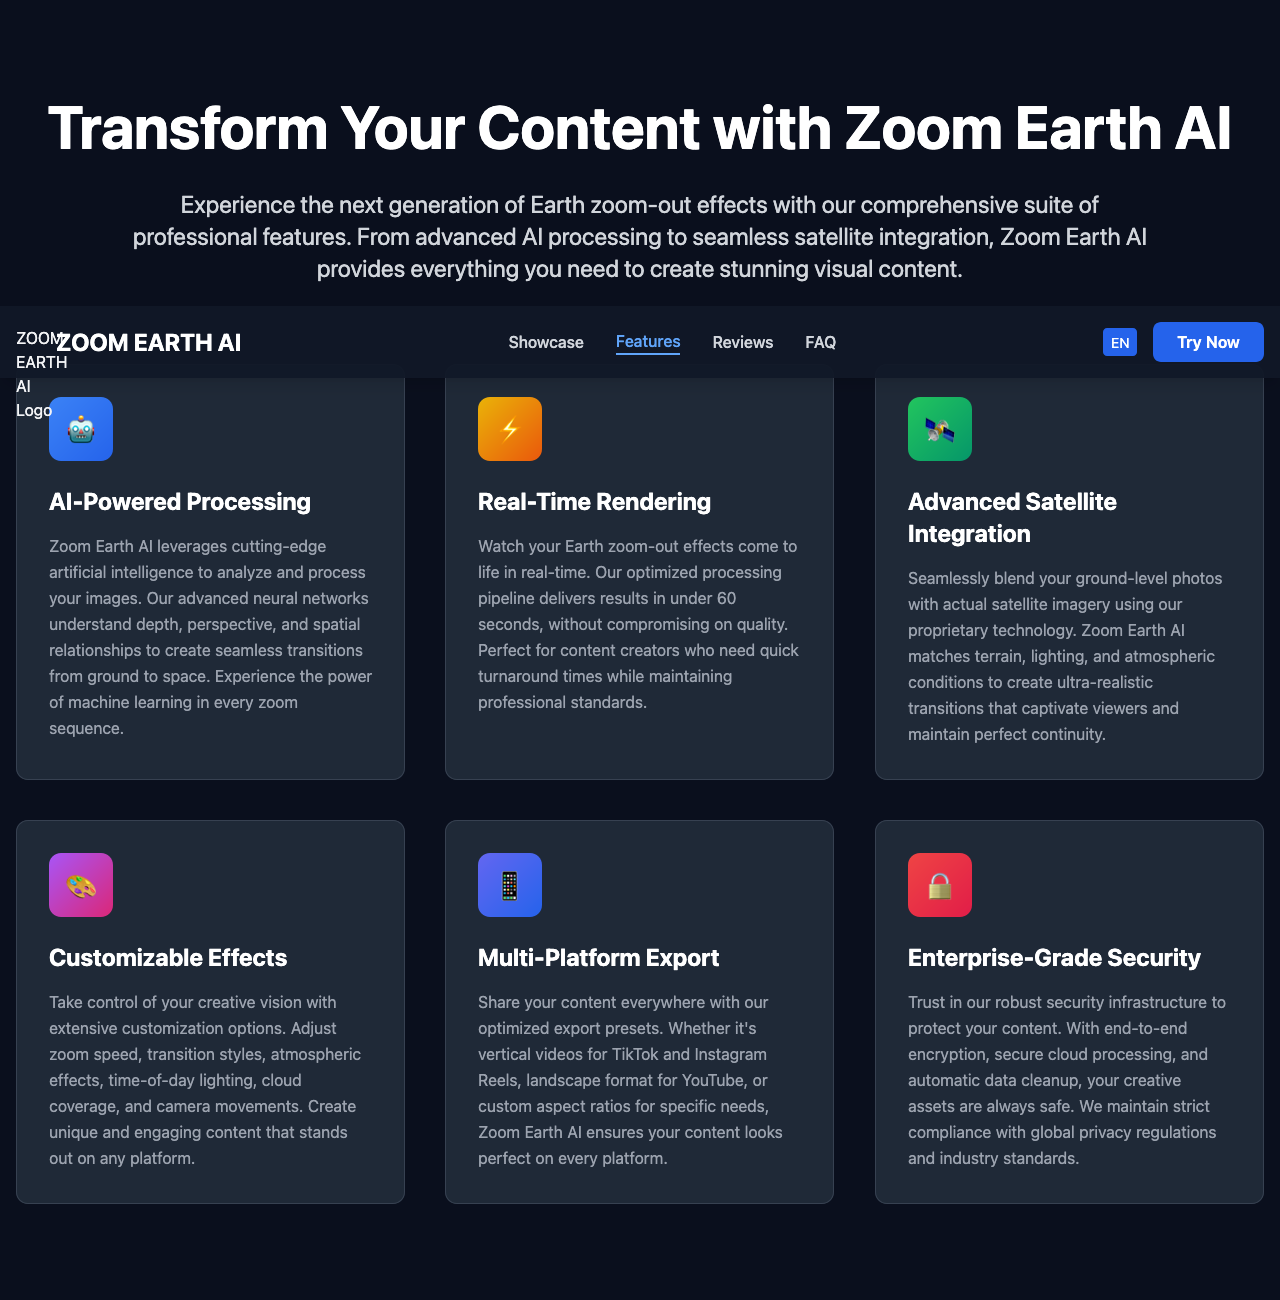 Transform Your Content with Zoom Earth AI
Experience the next generation of Earth zoom-out effects with our comprehensive suite of
professional features. From advanced AI processing to seamless satellite integration, Zoom Earth AI
provides everything you need to create stunning visual content.
ZOOM
EARTH
AI
Logo
ZOOM EARTH AI
Showcase
Features
Reviews
FAQ
EN
Try Now
AI-Powered Processing
Zoom Earth AI leverages cutting-edge
artificial intelligence to analyze and process
your images. Our advanced neural networks
understand depth, perspective, and spatial
relationships to create seamless transitions
from ground to space. Experience the power
of machine learning in every zoom
sequence.
Real-Time Rendering
Watch your Earth zoom-out effects come to
life in real-time. Our optimized processing
pipeline delivers results in under 60
seconds, without compromising on quality.
Perfect for content creators who need quick
turnaround times while maintaining
professional standards.
Advanced Satellite
Integration
Seamlessly blend your ground-level photos
with actual satellite imagery using our
proprietary technology. Zoom Earth AI
matches terrain, lighting, and atmospheric
conditions to create ultra-realistic
transitions that captivate viewers and
maintain perfect continuity.
Customizable Effects
Take control of your creative vision with
extensive customization options. Adjust
zoom speed, transition styles, atmospheric
effects, time-of-day lighting, cloud
coverage, and camera movements. Create
unique and engaging content that stands
out on any platform.
Multi-Platform Export
Share your content everywhere with our
optimized export presets. Whether it's
vertical videos for TikTok and Instagram
Reels, landscape format for YouTube, or
custom aspect ratios for specific needs,
Zoom Earth AI ensures your content looks
perfect on every platform.
Enterprise-Grade Security
Trust in our robust security infrastructure to
protect your content. With end-to-end
encryption, secure cloud processing, and
automatic data cleanup, your creative
assets are always safe. We maintain strict
compliance with global privacy regulations
and industry standards.